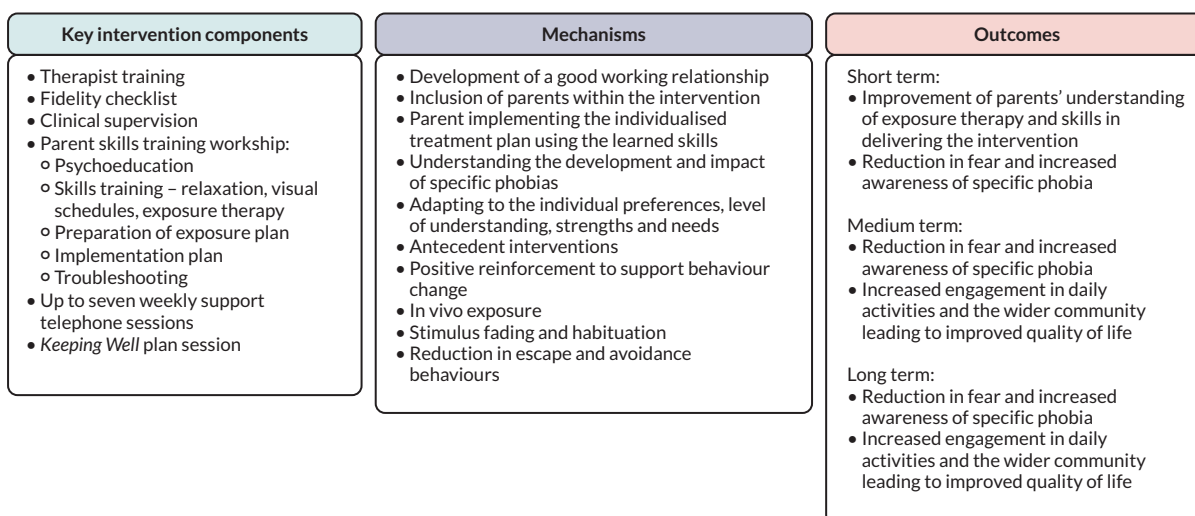 Key intervention components
• Therapist training
• Fidelity checklist
• Clinical supervision
• Parent skills training workship:
o Psychoeducation
o Skills training – relaxation, visual
schedules, exposure therapy
o Preparation of exposure plan
o Implementation plan
o Troubleshooting
• Up to seven weekly support
telephone sessions
• Keeping Well plan session
Mechanisms
• Development of a good working relationship
• Inclusion of parents within the intervention
• Parent implementing the individualised
treatment plan using the learned skills
• Understanding the development and impact
of specific phobias
• Adapting to the individual preferences, level
of understanding, strengths and needs
• Antecedent interventions
• Positive reinforcement to support behaviour
change
• In vivo exposure
• Stimulus fading and habituation
• Reduction in escape and avoidance
behaviours
Outcomes
Short term:
• Improvement of parents’ understanding
of exposure therapy and skills in
delivering the intervention
• Reduction in fear and increased
awareness of specific phobia
Medium term:
• Reduction in fear and increased
awareness of specific phobia
• Increased engagement in daily
activities and the wider community
leading to improved quality of life
Long term:
• Reduction in fear and increased
awareness of specific phobia
• Increased engagement in daily
activities and the wider community
leading to improved quality of life